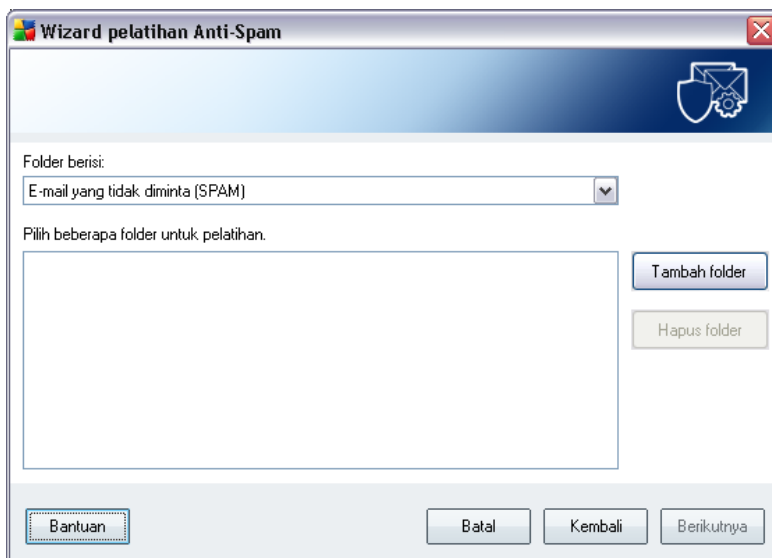 Wizard pelatihan Anti-Spam
Folder berisi:
E-mail yang tidak diminta (SPAM)
Pilih beberapa folder untuk pelatihan.
Tambah folder
Hapus folder
Bantuan
Batal
Kembali
Berikutnya